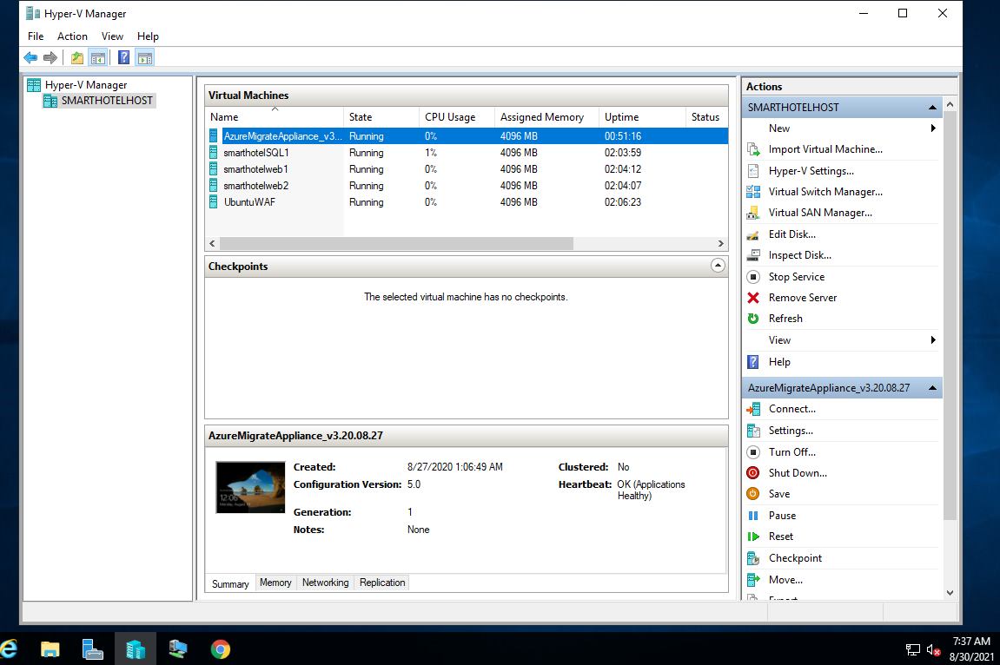 Hyper-V Manager
File Action View Help
Hyper-V Manager
SMARTHOTELHOST
Virtual Machines
Name State CPU Usage Assigned Memory Uptime Status
AzureMigrateAppliance_v3... Running 0% 4096 MB 00:51:16
smarthotelSQL1 Running 1% 4096 MB 02:03:59
smarthotelweb1 Running 0% 4096 MB 02:04:12
smarthotelweb2 Running 0% 4096 MB 02:04:07
UbuntuWAF Running 0% 4096 MB 02:06:23
Checkpoints
The selected virtual machine has no checkpoints.
AzureMigrateAppliance_v3.20.08.27
Created: 8/27/2020 1:06:49 AM Clustered: No
Configuration Version: 5.0 Heartbeat: OK (Applications
Healthy)
Generation: 1
Notes: None
12:06
Summary Memory Networking Replication
Actions
SMARTHOTELHOST
New
Import Virtual Machine...
Hyper-V Settings...
Virtual Switch Manager...
Virtual SAN Manager...
Edit Disk...
Inspect Disk...
Stop Service
Remove Server
Refresh
View
Help
AzureMigrateAppliance_v3.20.08.27
Connect...
Settings...
Turn Off...
Shut Down...
Save
Pause
Reset
Checkpoint
Move...
Export...
7:37 AM
8/30/2021